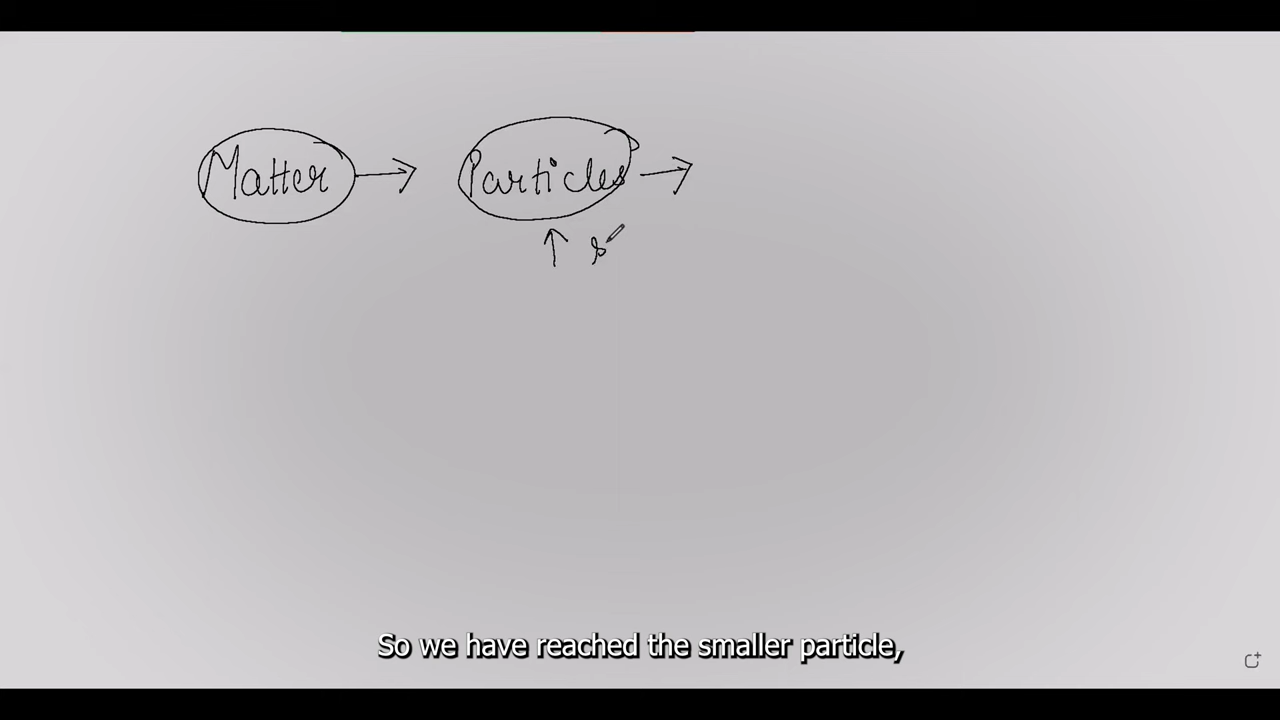 Matter → Particles →
↑ s
So we have reached the smaller particle,